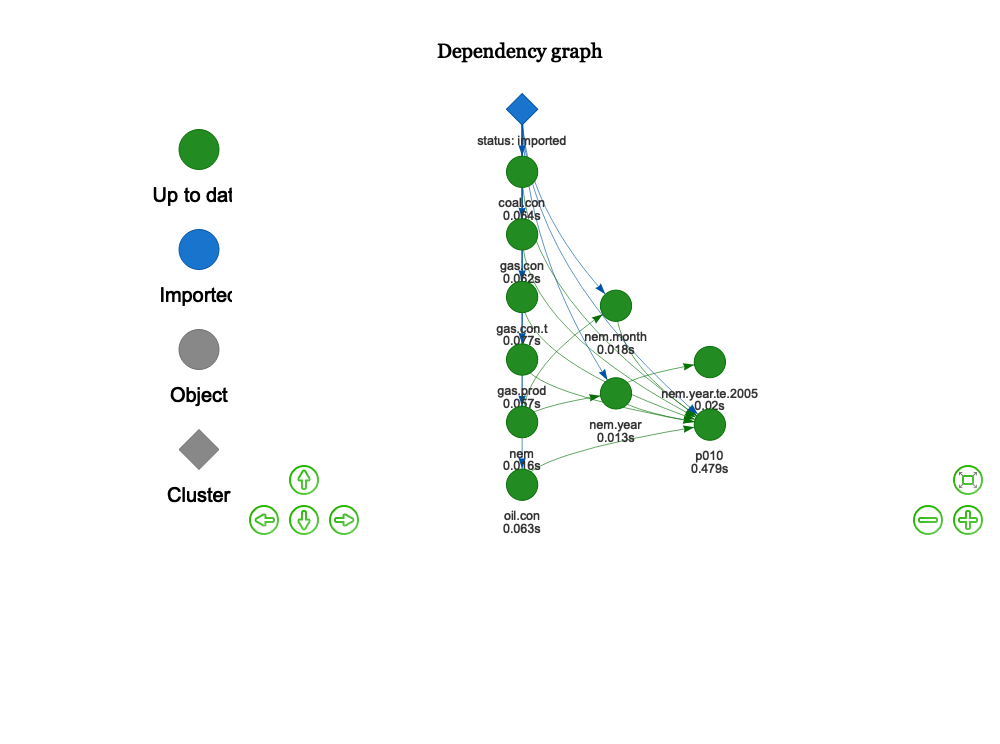 Dependency graph
Up to dat
Imported
Object
Cluster
status: imported
coal.con
0.064s
gas.con
0.062s
gas.con.t
0.077s
gas.prod
0.057s
nem
0.016s
oil.con
0.063s
nem.month
0.018s
nem.year
0.013s
nem.year.te.2005
0.02s
p010
0.479s